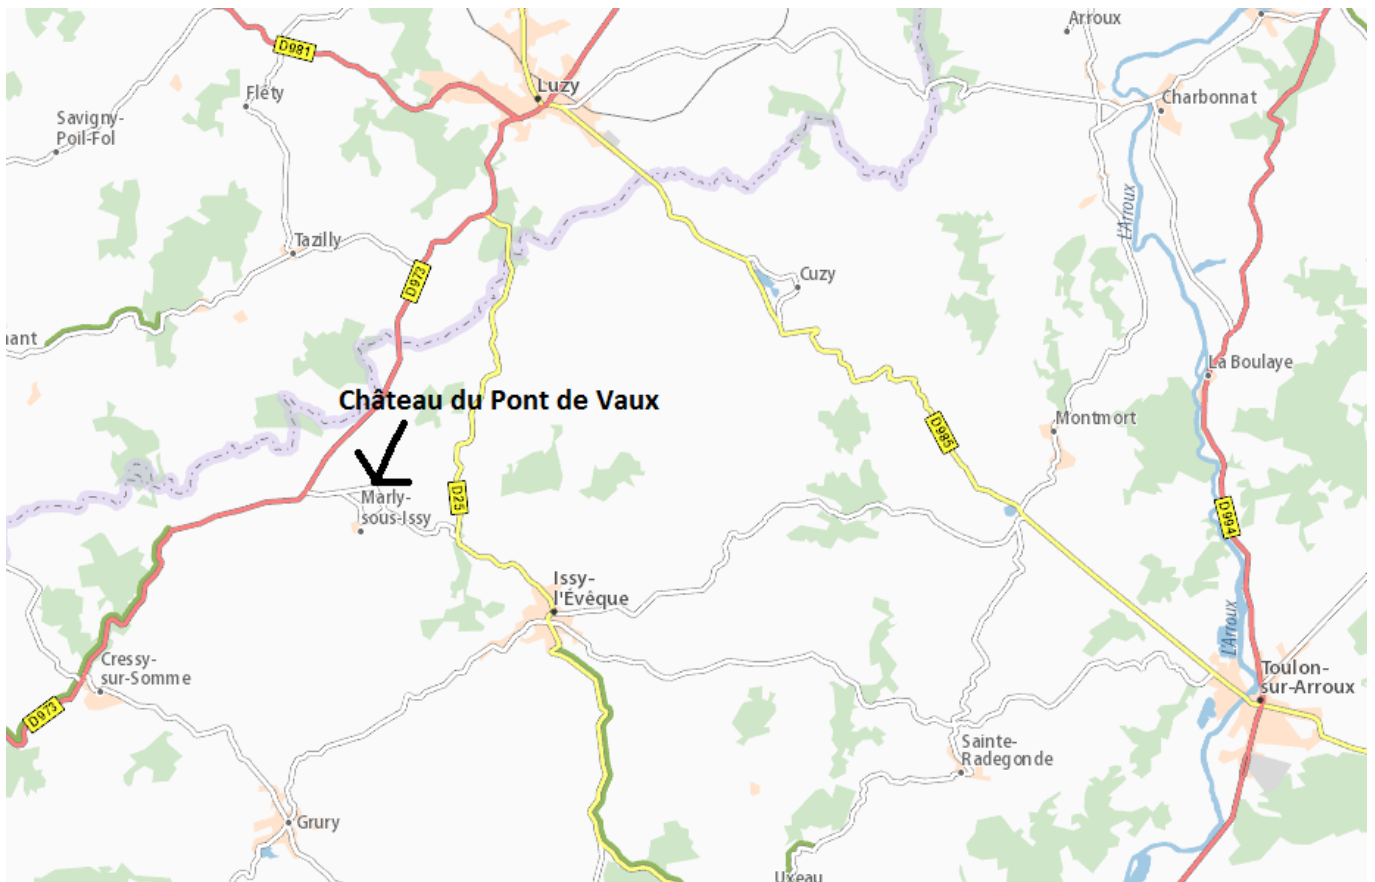 Arroux
D981
Luzy
Fléty
Charbonnat
Savigny-
Poil-Fol
L'Arroux
Tazilly
D973
Cuzy
nant
La Boulaye
Château du Pont de Vaux
Montmort
D985
D25
Marly-
sous-Issy
D994
Issy-
l'Évêque
L'Arroux
Cressy-
sur-Somme
Toulon-
sur-Arroux
D973
Sainte-
Radegonde
Grury
Uxeau